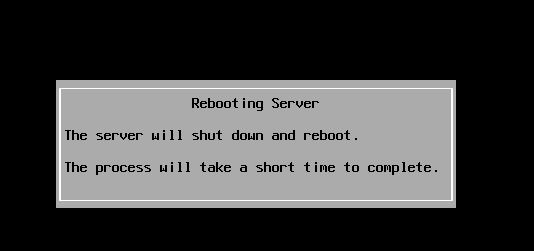 Rebooting Server
The server will shut down and reboot.
The process will take a short time to complete.